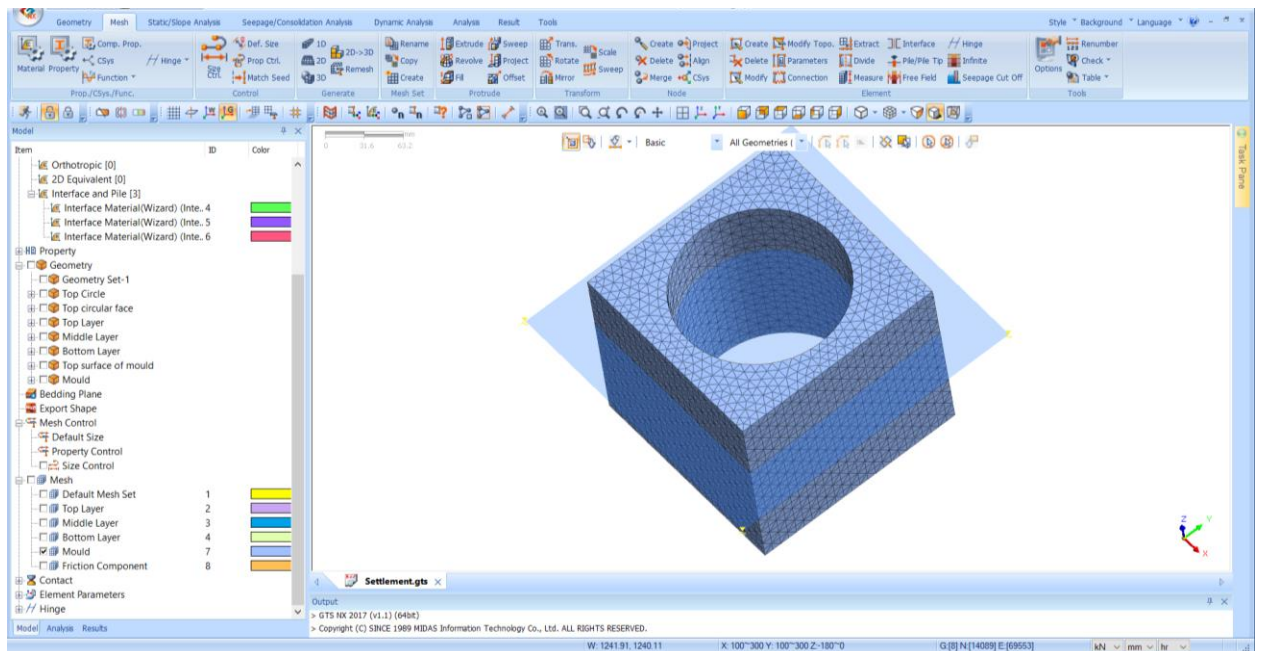 Geometry Mesh Static/Slope Analysis Seepage/Consolidation Analysis Dynamic Analysis Analysis Result Tools Style Background Language
Material Property Comp. Prop. CSys Function Hinge
Size Ctrl. Def. Size Prop Ctrl. Match Seed
1D 2D 3D 2D->3D Remesh
Rename Copy Create
Extrude Sweep Revolve Project Fill Offset
Trans. Rotate Mirror Scale Sweep
Create Project Delete Align Merge CSys
Create Modify Topo. Extract Interface Hinge
Delete Parameters Divide Pile/Pile Tip Infinite
Modify Connection Measure Free Field Seepage Cut Off
Options Renumber Check Table
Prop./CSys./Func. Control Generate Mesh Set Protrude Transform Node Element Tools
Model
Item ID Color
Orthotropic [0]
2D Equivalent [0]
Interface and Pile [3]
Interface Material(Wizard) (Inte.. 4
Interface Material(Wizard) (Inte.. 5
Interface Material(Wizard) (Inte.. 6
Property
Geometry
Geometry Set-1
Top Circle
Top circular face
Top Layer
Middle Layer
Bottom Layer
Top surface of mould
Mould
Bedding Plane
Export Shape
Mesh Control
Default Size
Property Control
Size Control
Mesh
Default Mesh Set 1
Top Layer 2
Middle Layer 3
Bottom Layer 4
Mould 7
Friction Component 8
Contact
Element Parameters
Hinge
Model Analysis Results
0 31.6 63.2 mm
Basic All Geometries (
Task Pane
Z Y
X
Settlement.gts
Output
> GTS NX 2017 (v1.1) (64bit)
> Copyright (C) SINCE 1989 MIDAS Information Technology Co., Ltd. ALL RIGHTS RESERVED.
W: 1241.91, 1240.11 X: 100~300 Y: 100~300 Z-180~0 G:[8] N:[14089] E:[69553] kN mm hr